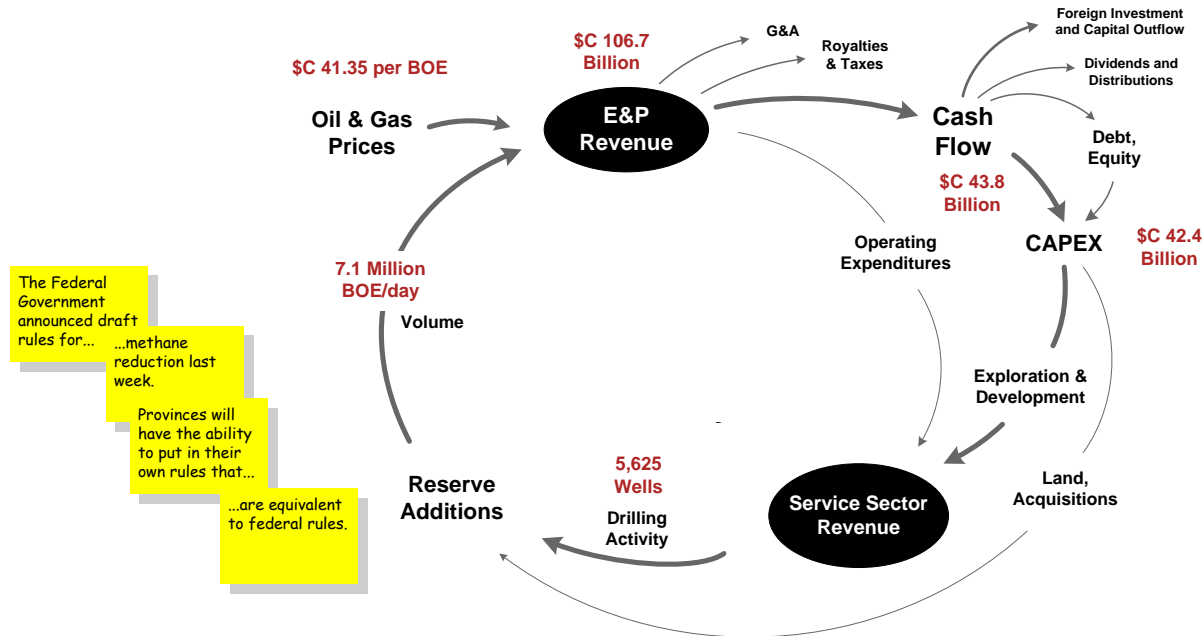 $C 41.35 per BOE
Oil & Gas
Prices
$C 106.7
Billion
E&P
Revenue
G&A
Royalties
& Taxes
Foreign Investment
and Capital Outflow
Dividends and
Distributions
Cash
Flow
Debt,
Equity
$C 43.8
Billion
CAPEX
$C 42.4
Billion
Operating
Expenditures
Exploration &
Development
Land,
Acquisitions
Service Sector
Revenue
5,625
Wells
Drilling
Activity
Reserve
Additions
7.1 Million
BOE/day
Volume
The Federal
Government
announced draft
rules for...
...methane
reduction last
week.
Provinces will
have the ability
to put in their
own rules that...
...are equivalent
to federal rules.